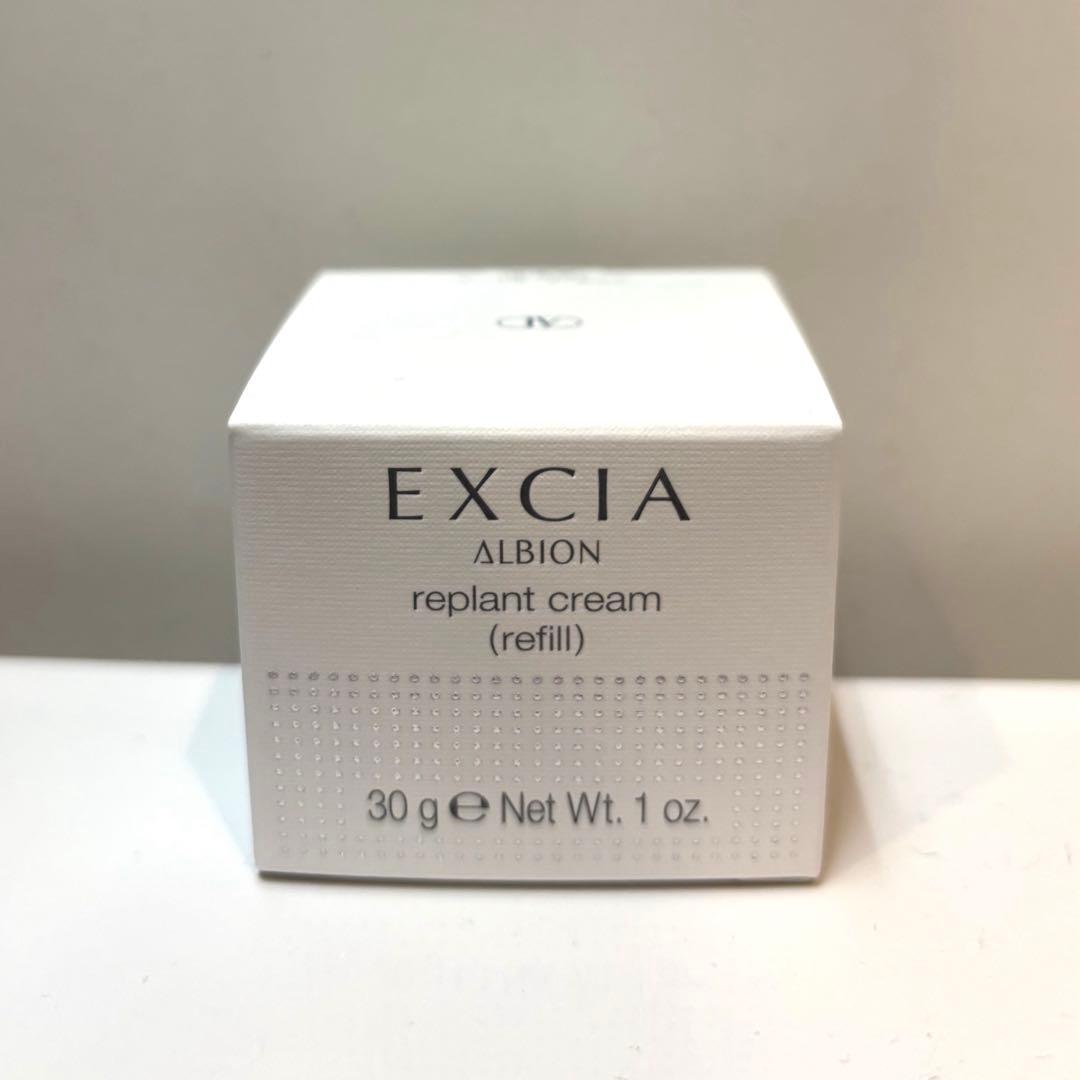 EXCIA
ALBION
replant cream
(refill)
30 g ℮ Net Wt. 1 oz.